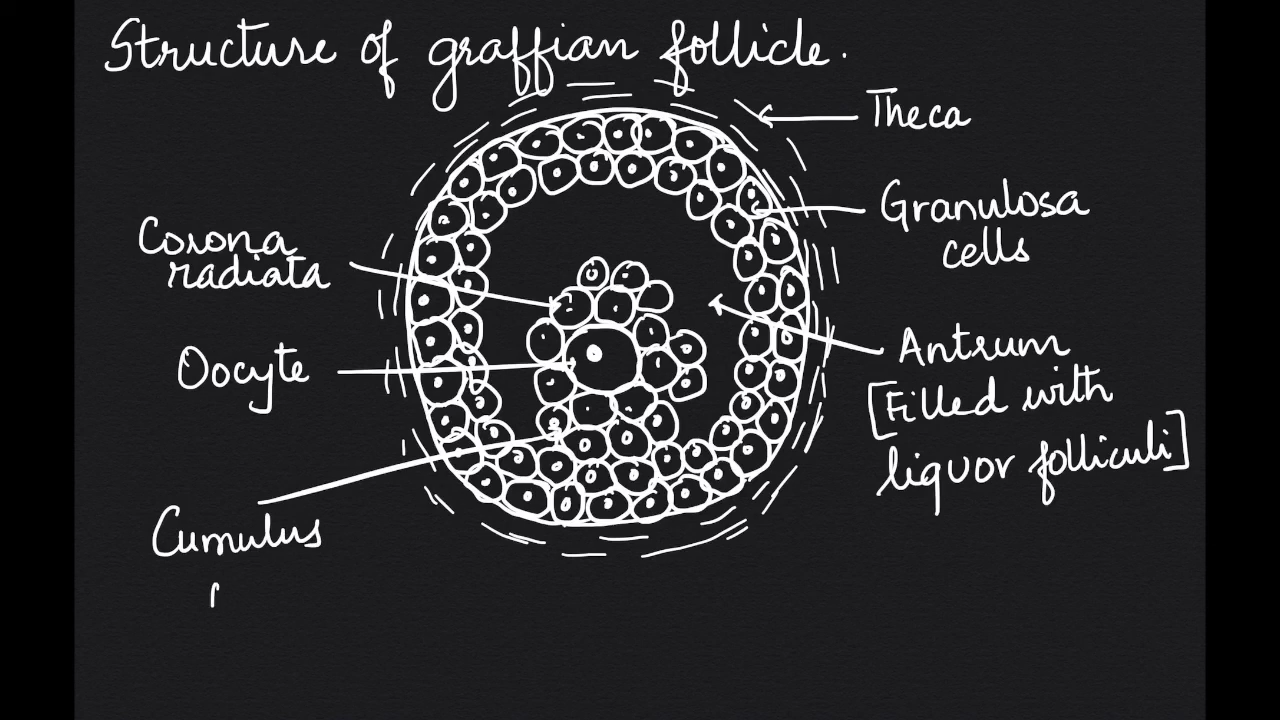 Structure of graffian follicle.
Theca
Granulosa
cells
Corona
radiata
Oocyte
Antrum
[Filled with
liquor folliculi]
Cumulus